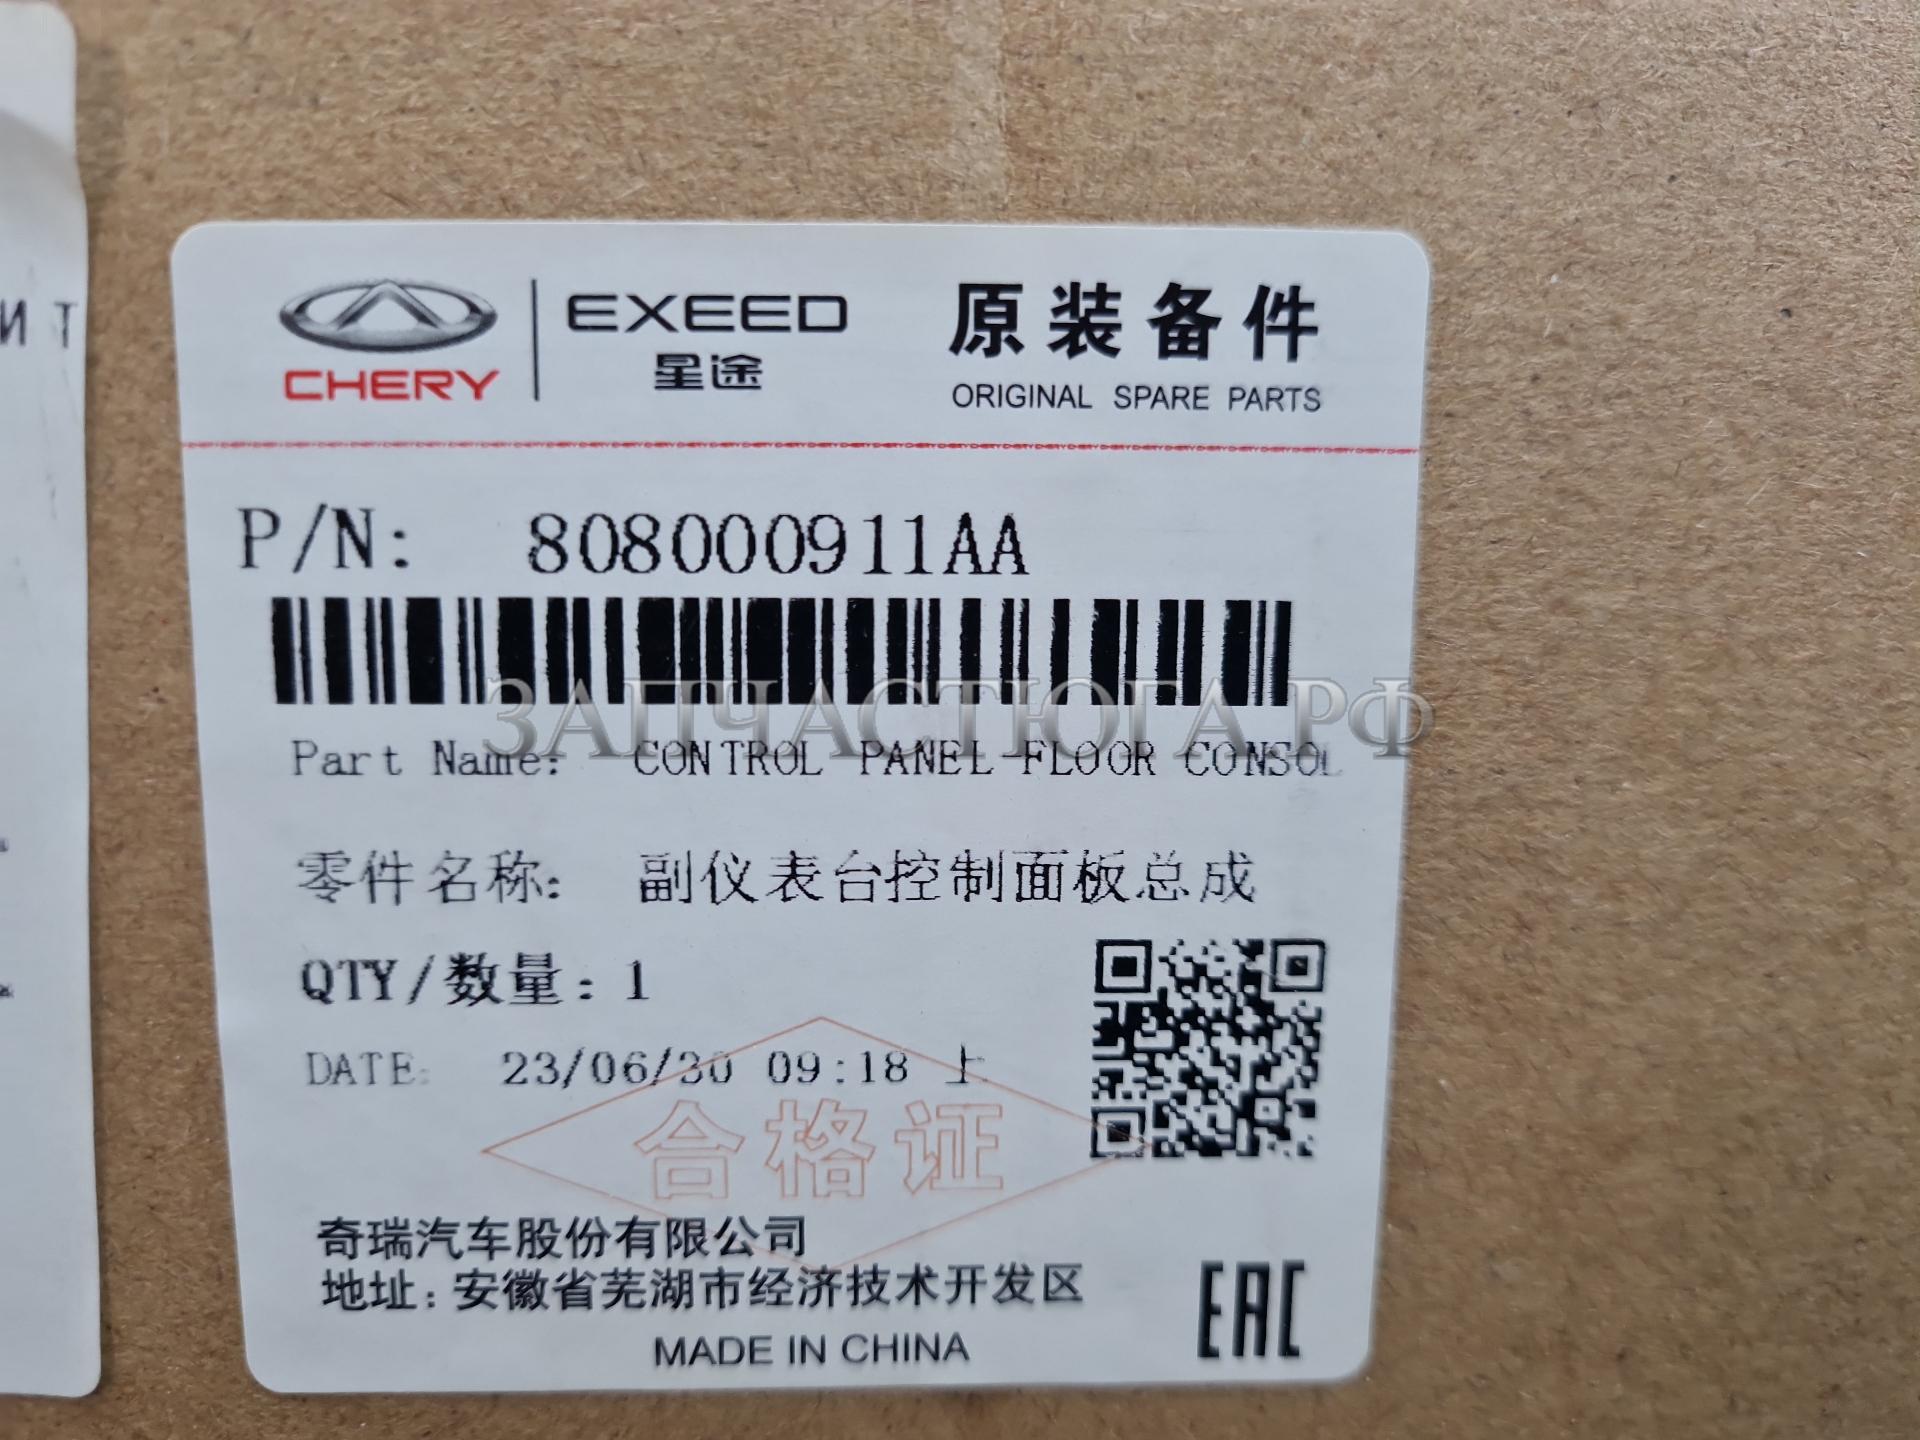 CHERY
EXEED
星途
原装备件
ORIGINAL SPARE PARTS
P/N: 808000911AA
ЗАПЧАСТЮГА.РФ
Part Name: CONTROL PANEL-FLOOR CONSOL
零件名称: 副仪表台控制面板总成
QTY/数量: 1
DATE: 23/06/30 09:18 上
合格证
奇瑞汽车股份有限公司
地址: 安徽省芜湖市经济技术开发区
MADE IN CHINA
EAC